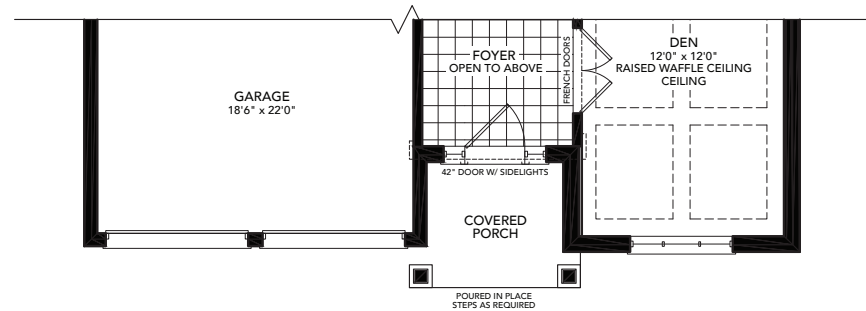 GARAGE
18'6" x 22'0"
FOYER
OPEN TO ABOVE
FRENCH DOORS
DEN
12'0" x 12'0"
RAISED WAFFLE CEILING
CEILING
42" DOOR W/ SIDELIGHTS
COVERED
PORCH
POURED IN PLACE
STEPS AS REQUIRED